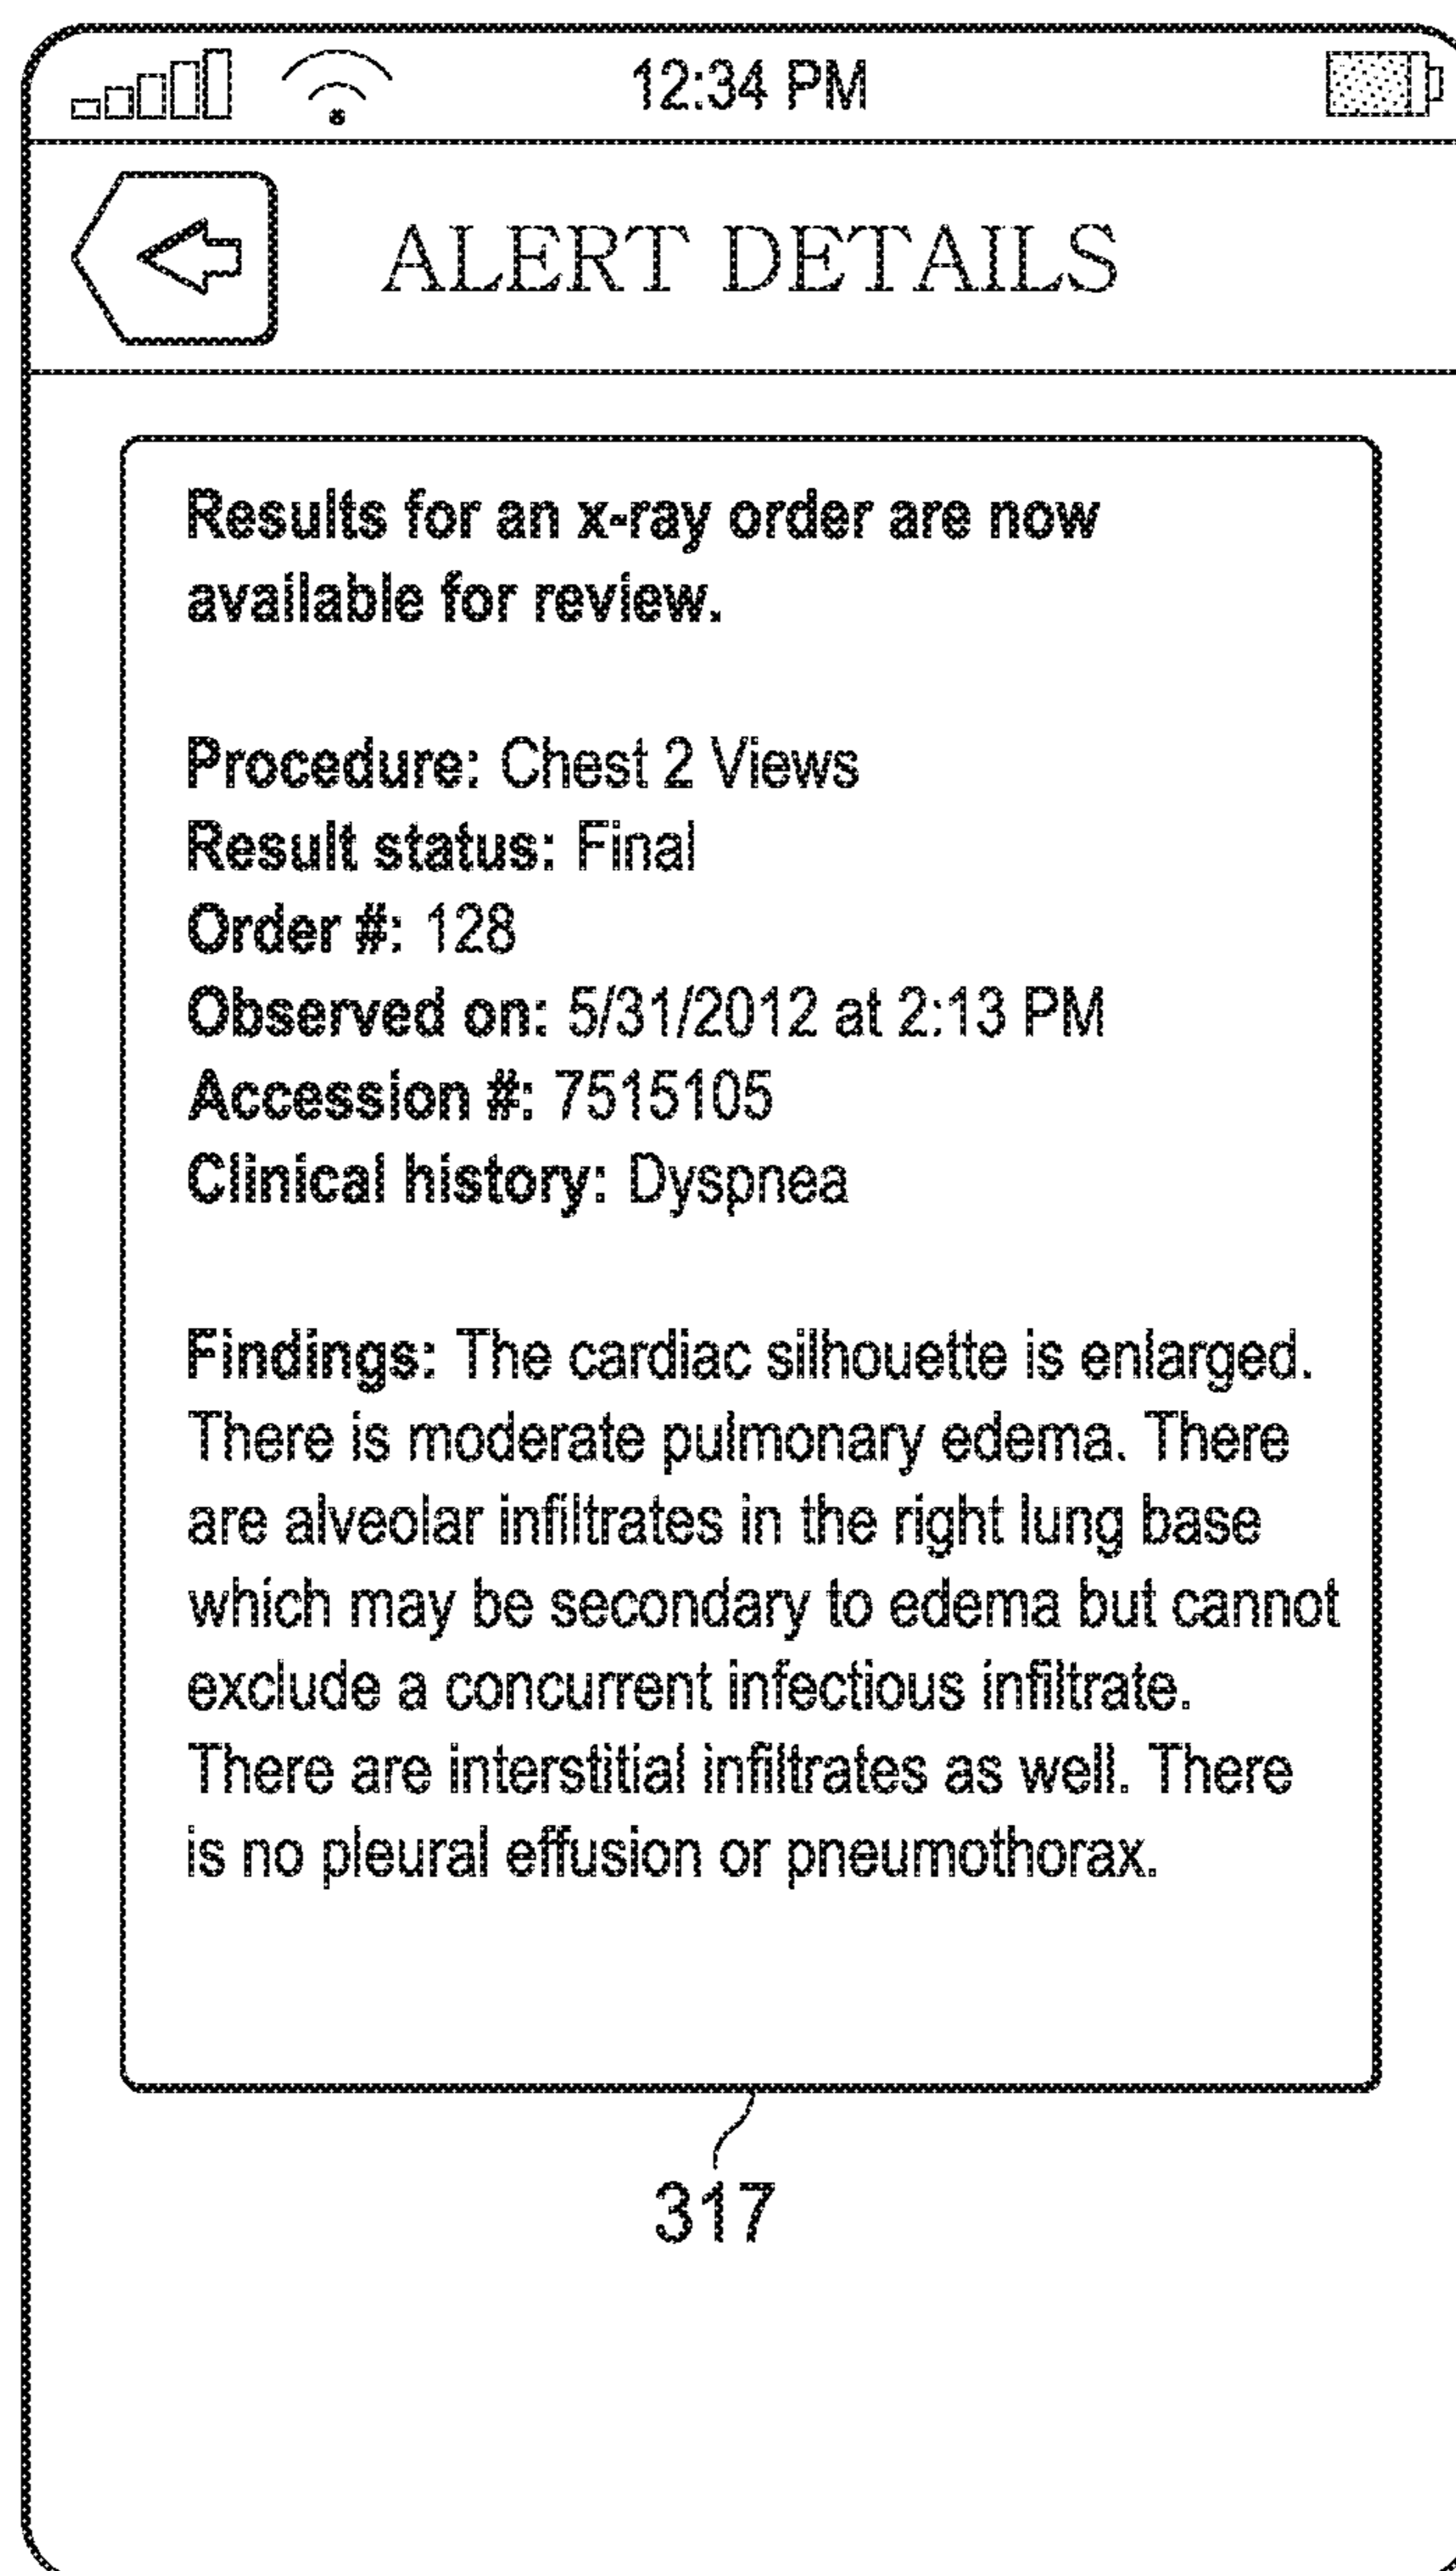 12:34 PM
ALERT DETAILS
Results for an x-ray order are now
available for review.
Procedure: Chest 2 Views
Result status: Final
Order #: 128
Observed on: 5/31/2012 at 2:13 PM
Accession #: 7515105
Clinical history: Dyspnea
Findings: The cardiac silhouette is enlarged.
There is moderate pulmonary edema. There
are alveolar infiltrates in the right lung base
which may be secondary to edema but cannot
exclude a concurrent infectious infiltrate.
There are interstitial infiltrates as well. There
is no pleural effusion or pneumothorax.
317